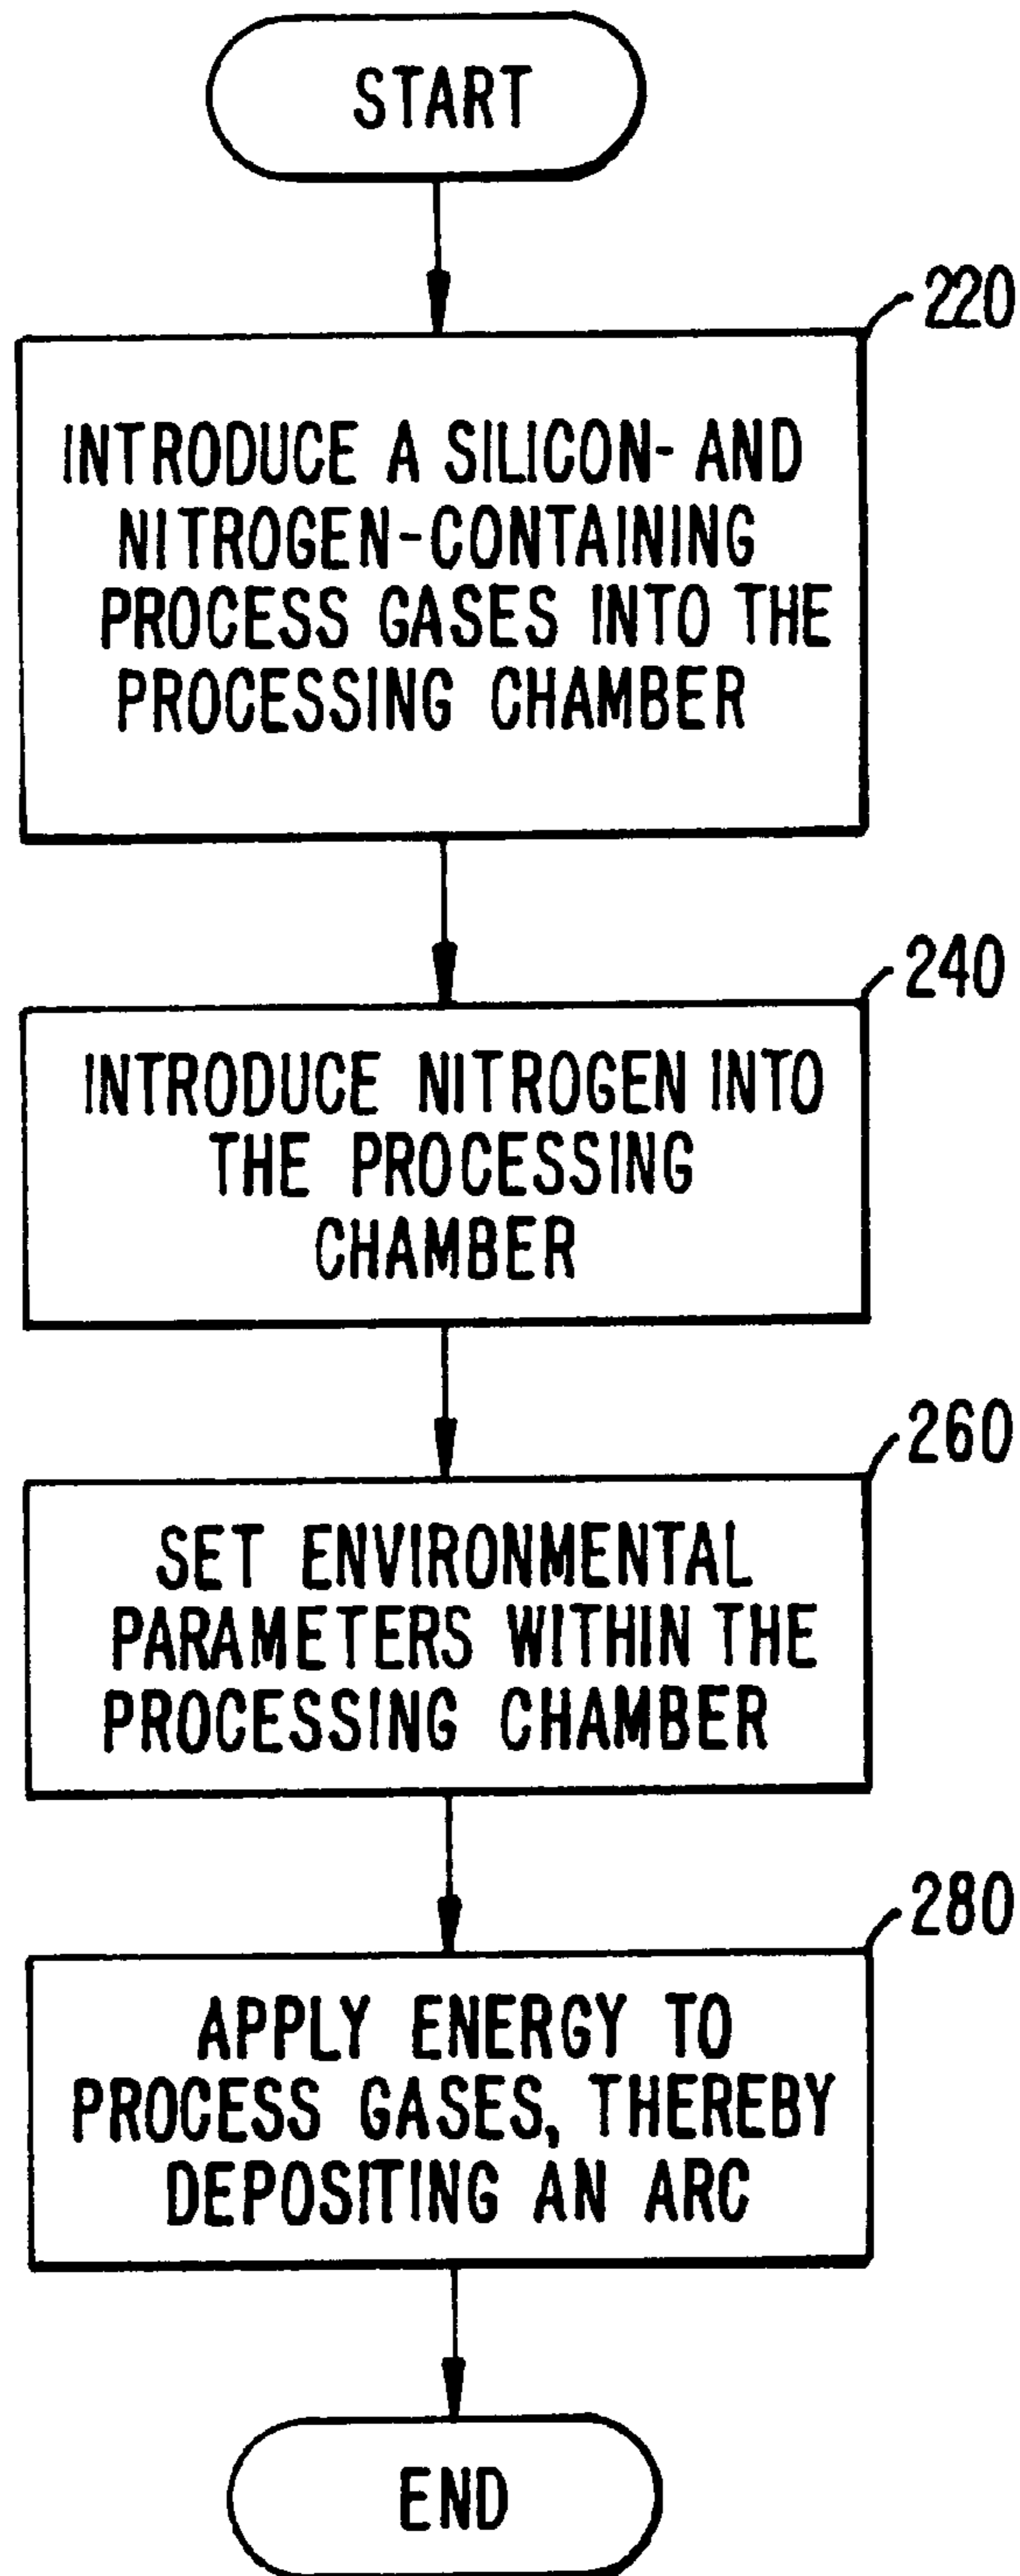 START
220
INTRODUCE A SILICON- AND
NITROGEN-CONTAINING
PROCESS GASES INTO THE
PROCESSING CHAMBER
240
INTRODUCE NITROGEN INTO
THE PROCESSING
CHAMBER
260
SET ENVIRONMENTAL
PARAMETERS WITHIN THE
PROCESSING CHAMBER
280
APPLY ENERGY TO
PROCESS GASES, THEREBY
DEPOSITING AN ARC
END